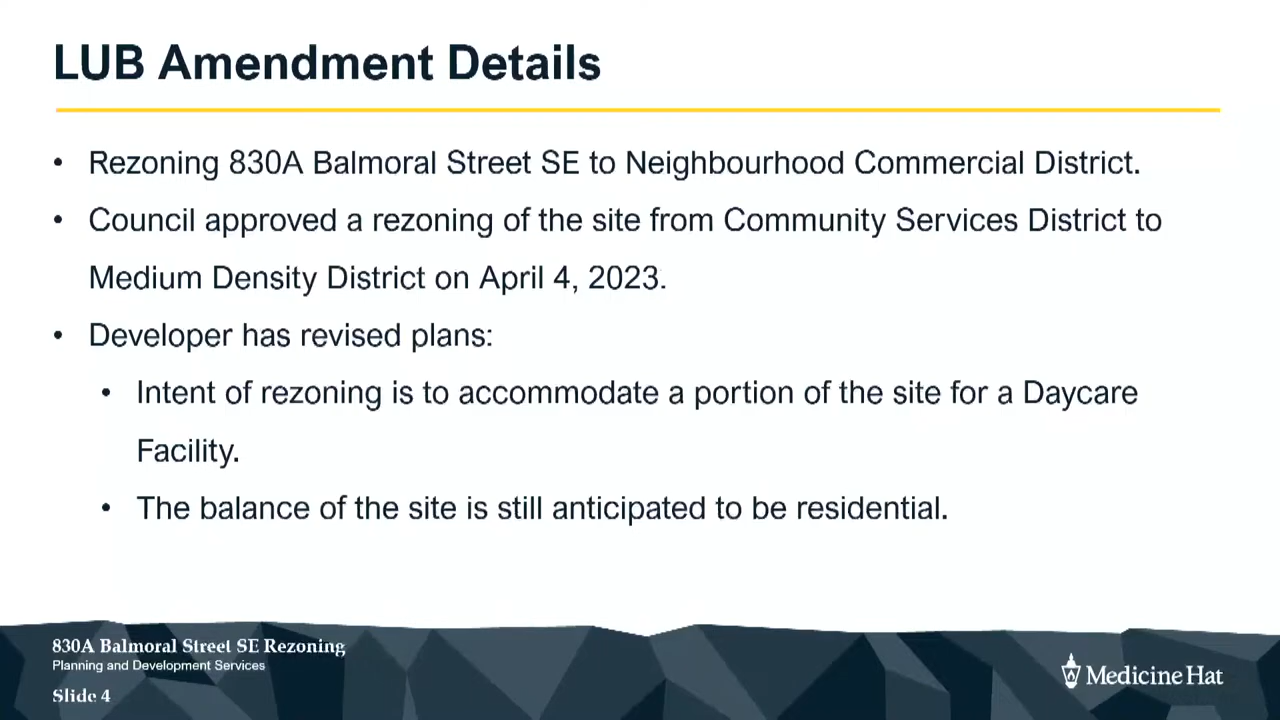 LUB Amendment Details
• Rezoning 830A Balmoral Street SE to Neighbourhood Commercial District.
• Council approved a rezoning of the site from Community Services District to
Medium Density District on April 4, 2023.
• Developer has revised plans:
• Intent of rezoning is to accommodate a portion of the site for a Daycare
Facility.
• The balance of the site is still anticipated to be residential.
830A Balmoral Street SE Rezoning
Planning and Development Services
Slide 4
Medicine Hat